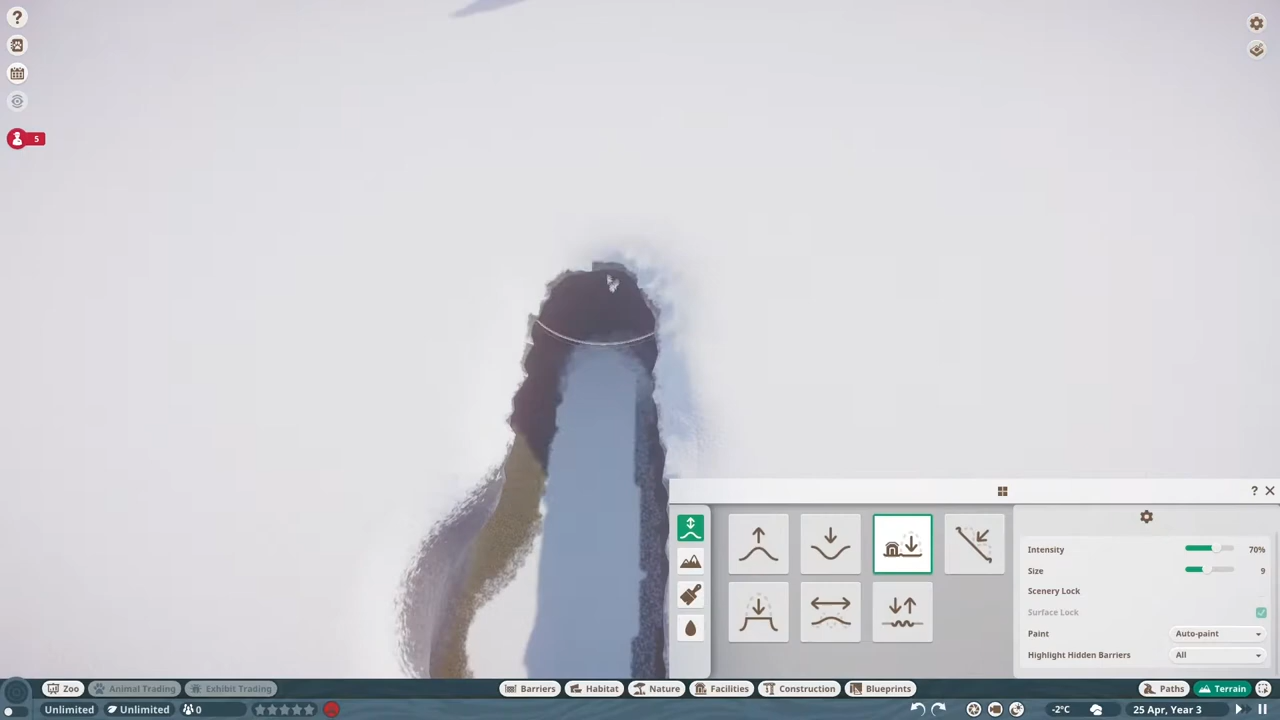 ?
5
?
Intensity 70%
Size 9
Scenery Lock
Surface Lock
Paint Auto-paint
Highlight Hidden Barriers All
Zoo Animal Trading Exhibit Trading Barriers Habitat Nature Facilities Construction Blueprints Paths Terrain
Unlimited Unlimited 0 -2°C 25 Apr, Year 3